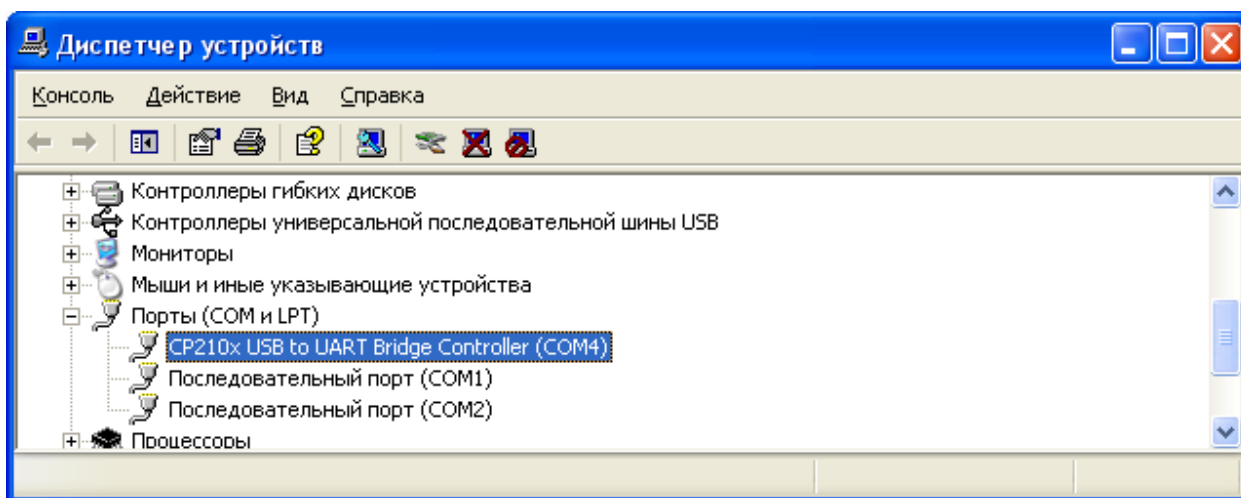 Диспетчер устройств
Консоль Действие Вид Справка
Контроллеры гибких дисков
Контроллеры универсальной последовательной шины USB
Мониторы
Мыши и иные указывающие устройства
Порты (COM и LPT)
CP210x USB to UART Bridge Controller (COM4)
Последовательный порт (COM1)
Последовательный порт (COM2)
Процессоры